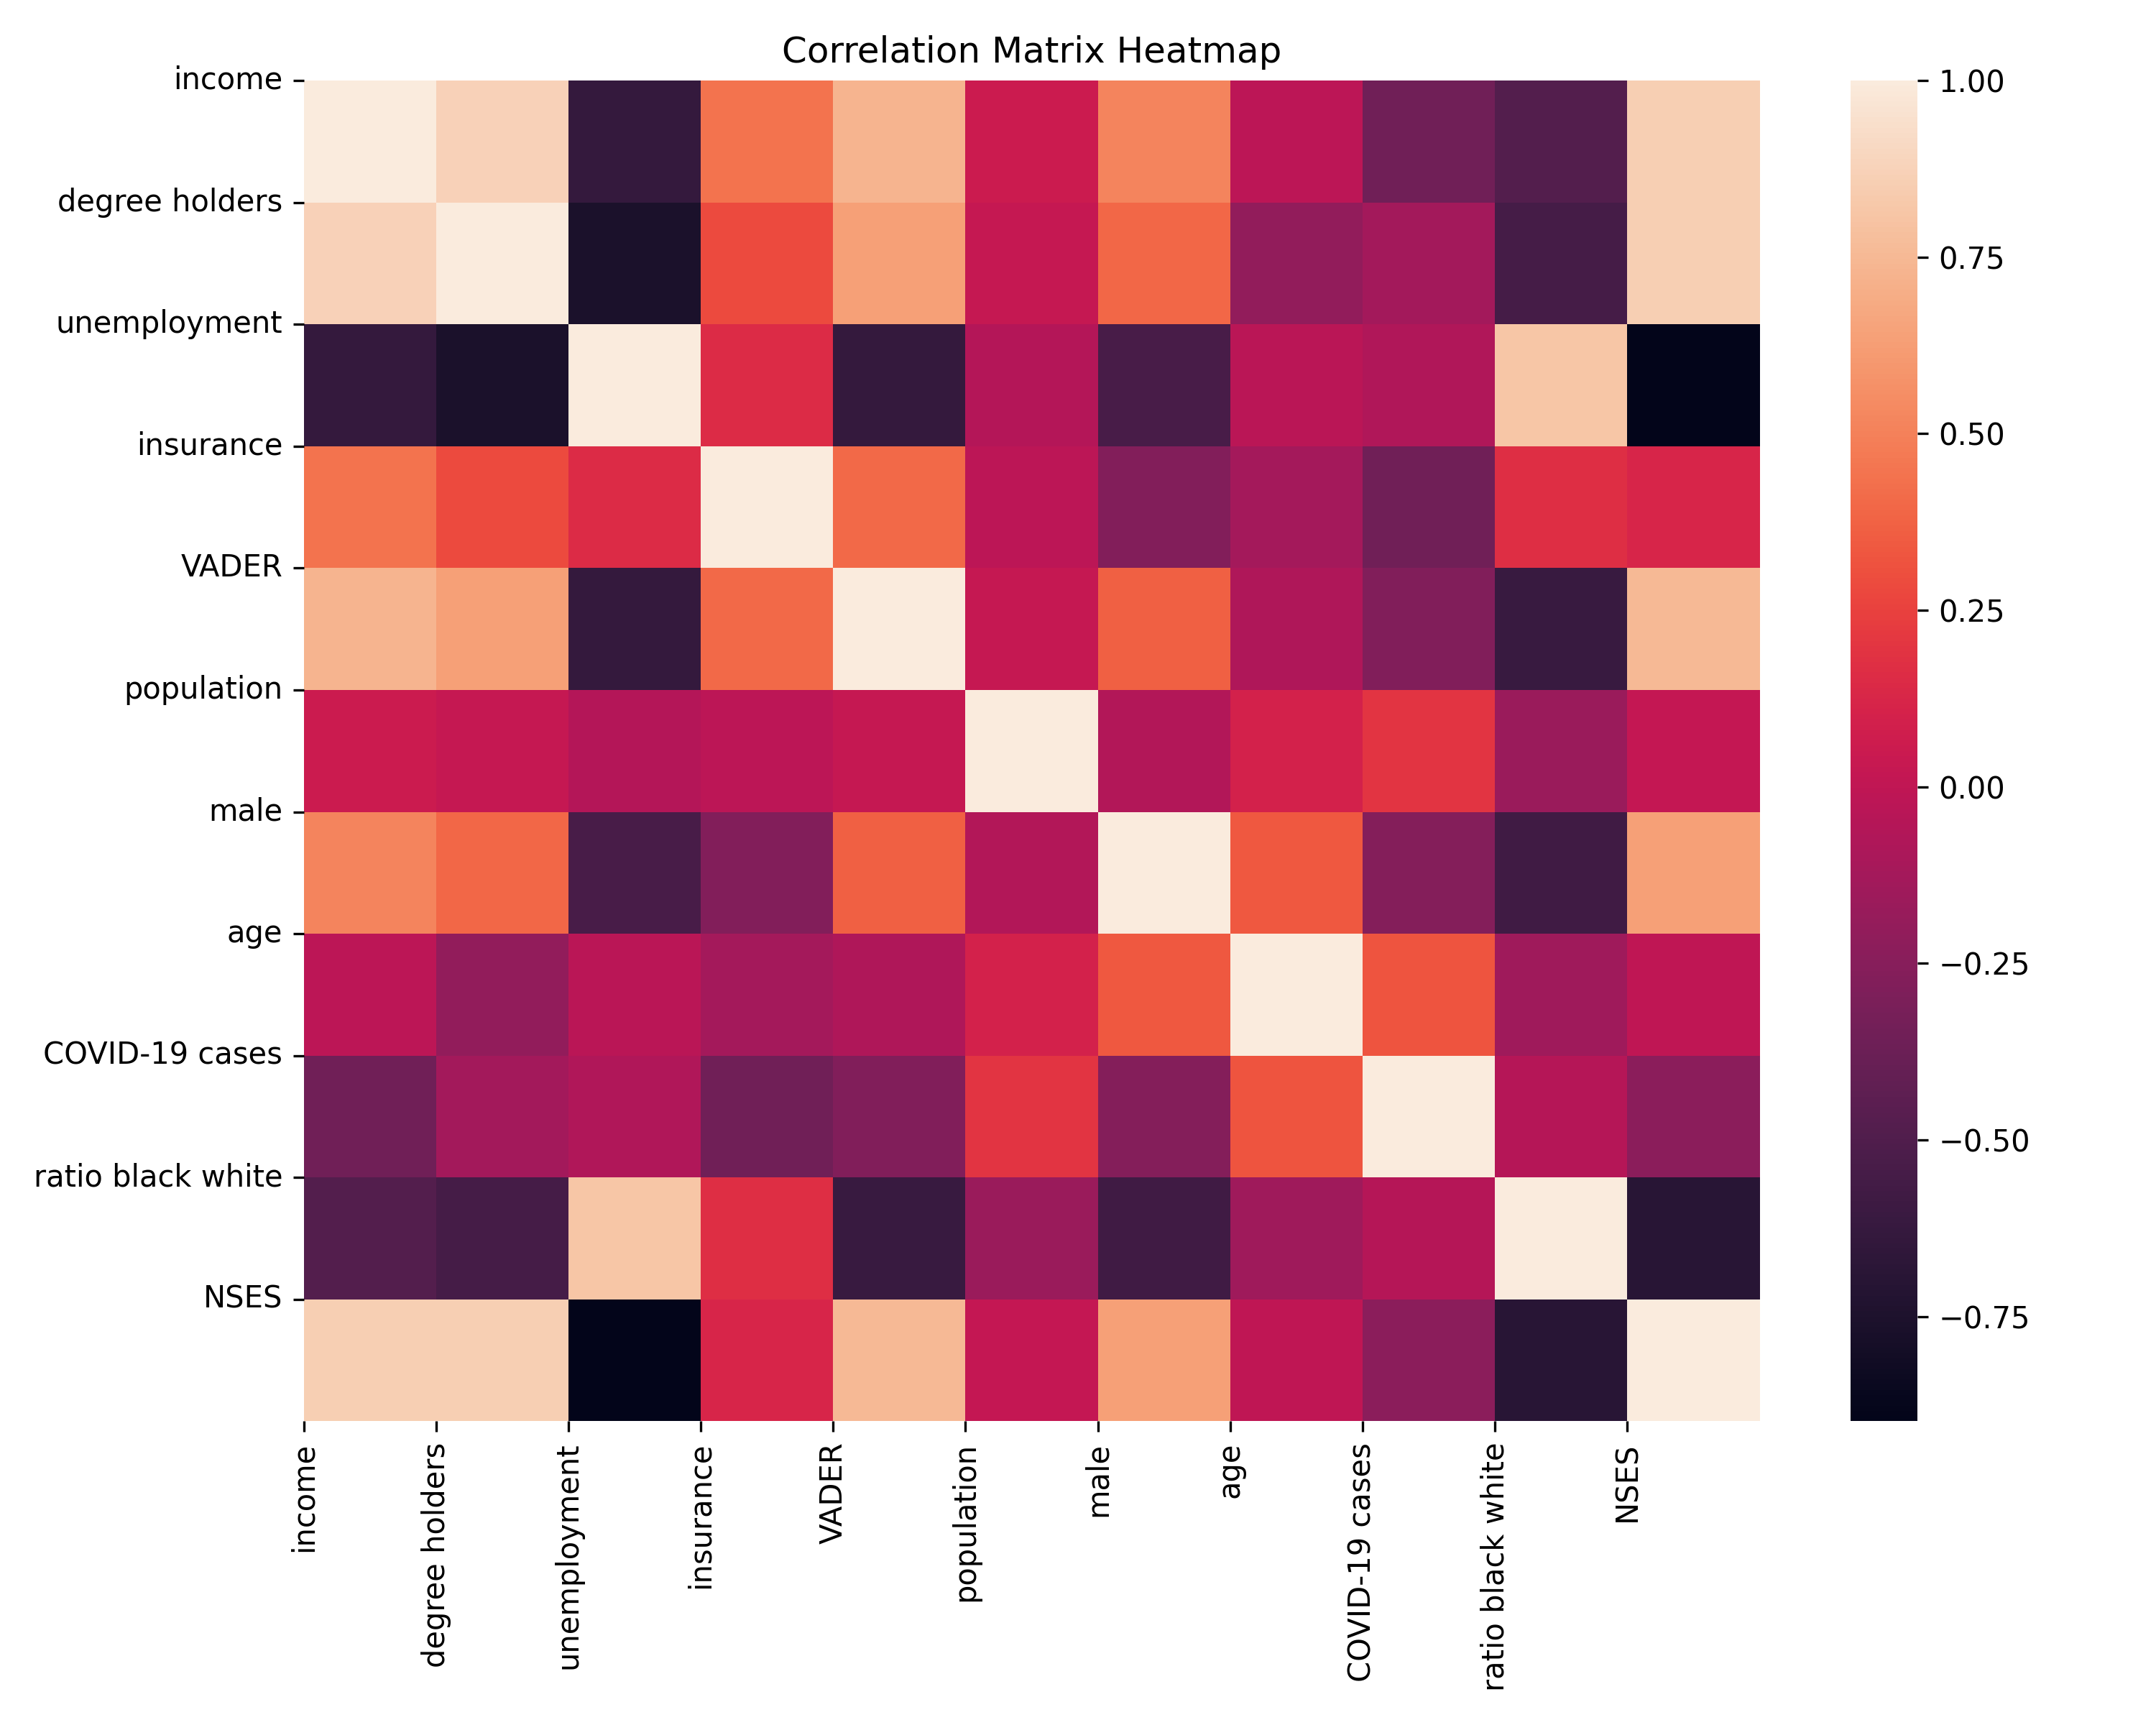 Correlation Matrix Heatmap
income
degree holders
unemployment
insurance
VADER
population
male
age
COVID-19 cases
ratio black white
NSES
income
degree holders
unemployment
insurance
VADER
population
male
age
COVID-19 cases
ratio black white
NSES
1.00
0.75
0.50
0.25
0.00
−0.25
−0.50
−0.75